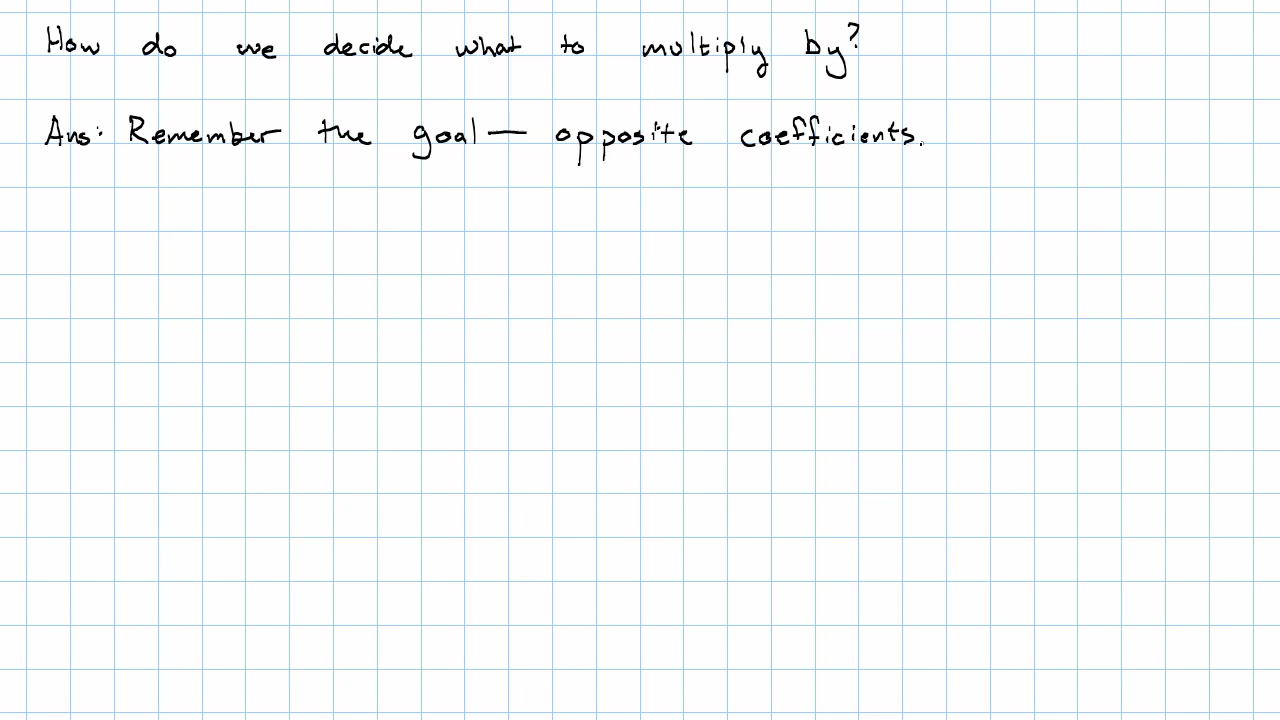 How do we decide what to multiply by?
Ans: Remember the goal — opposite coefficients.